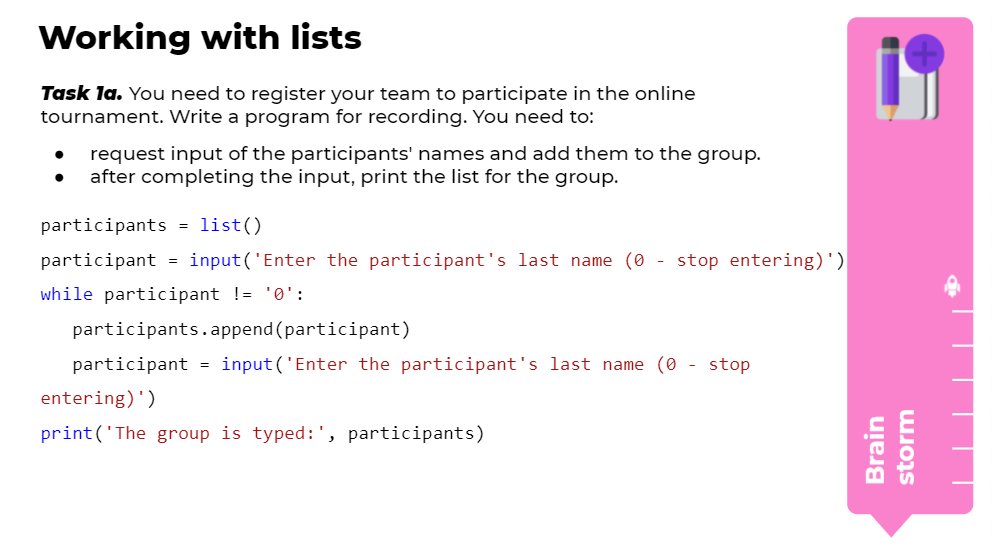 Working with lists
Task 1a. You need to register your team to participate in the online
tournament. Write a program for recording. You need to:
● request input of the participants' names and add them to the group.
● after completing the input, print the list for the group.
participants = list()
participant = input('Enter the participant's last name (0 - stop entering)')
while participant != '0':
participants.append(participant)
participant = input('Enter the participant's last name (0 - stop
entering)')
print('The group is typed:', participants)
Brain
storm